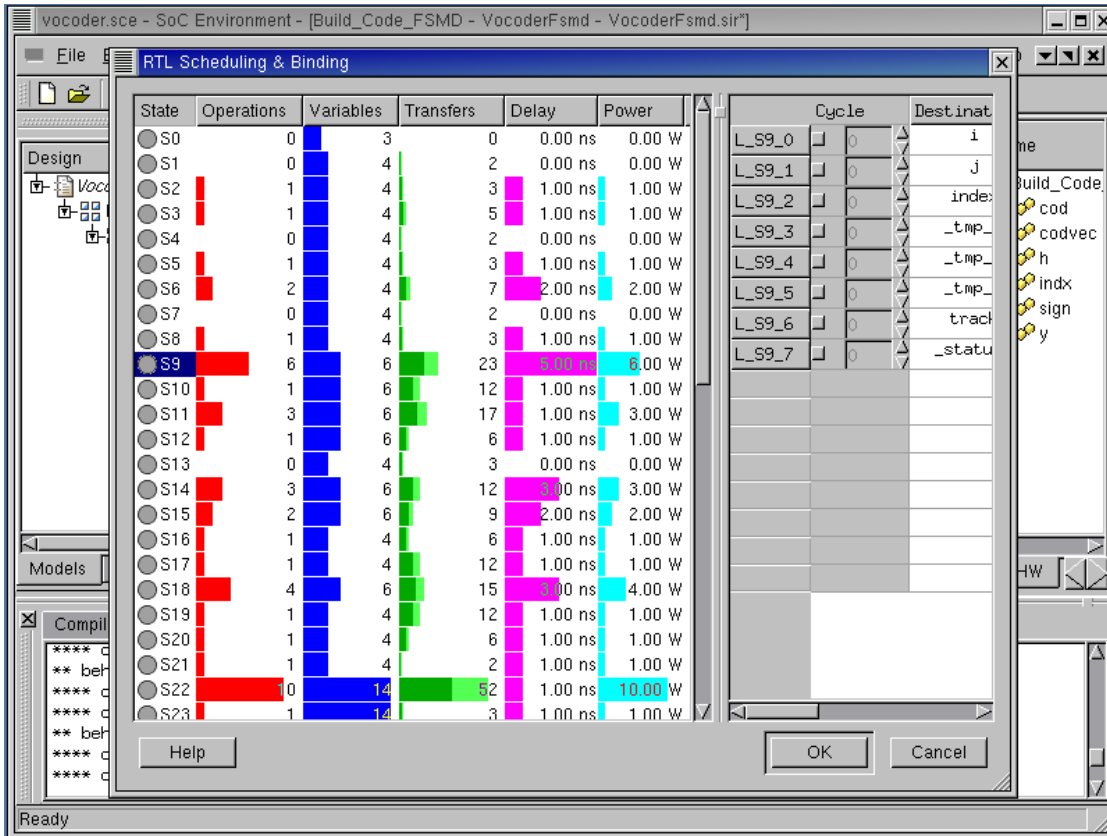 vocoder.sce - SoC Environment - [Build_Code_FSMD - VocoderFsmd - VocoderFsmd.sir*]
File
RTL Scheduling & Binding
Design
State Operations Variables Transfers Delay Power
S0 0 3 0 0.00 ns 0.00 W
S1 0 4 2 0.00 ns 0.00 W
S2 1 4 3 1.00 ns 1.00 W
S3 1 4 5 1.00 ns 1.00 W
S4 0 4 2 0.00 ns 0.00 W
S5 1 4 3 1.00 ns 1.00 W
S6 2 4 7 2.00 ns 2.00 W
S7 0 4 2 0.00 ns 0.00 W
S8 1 4 3 1.00 ns 1.00 W
S9 6 6 23 5.00 ns 6.00 W
S10 1 6 12 1.00 ns 1.00 W
S11 3 6 17 1.00 ns 3.00 W
S12 1 6 6 1.00 ns 1.00 W
S13 0 4 3 0.00 ns 0.00 W
S14 3 6 12 3.00 ns 3.00 W
S15 2 6 9 2.00 ns 2.00 W
S16 1 4 6 1.00 ns 1.00 W
S17 1 4 12 1.00 ns 1.00 W
S18 4 6 15 3.00 ns 4.00 W
S19 1 4 12 1.00 ns 1.00 W
S20 1 4 6 1.00 ns 1.00 W
S21 1 4 2 1.00 ns 1.00 W
S22 10 14 52 1.00 ns 10.00 W
S23 1 14 3 1.00 ns 1.00 W
Cycle Destinat
L_S9_0 0 i
L_S9_1 0 j
L_S9_2 0 index
L_S9_3 0 _tmp_
L_S9_4 0 _tmp_
L_S9_5 0 _tmp_
L_S9_6 0 track
L_S9_7 0 _statu
me
Build_Code_
cod
codvec
h
indx
sign
y
Models
HW
Help
OK
Cancel
Compil
**** c
** beh
**** c
**** c
** beh
**** c
**** c
Ready